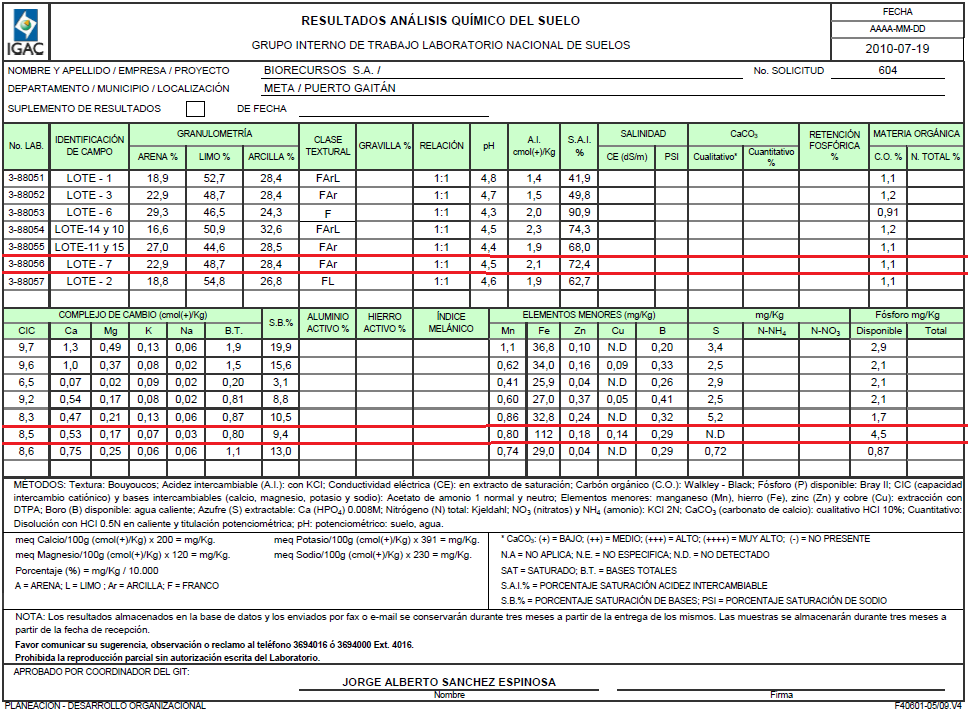 IGAC
RESULTADOS ANÁLISIS QUÍMICO DEL SUELO
GRUPO INTERNO DE TRABAJO LABORATORIO NACIONAL DE SUELOS
FECHA
AAAA-MM-DD
2010-07-19
NOMBRE Y APELLIDO / EMPRESA / PROYECTO BIORECURSOS S.A. / No. SOLICITUD 604
DEPARTAMENTO / MUNICIPIO / LOCALIZACIÓN META / PUERTO GAITÁN
SUPLEMENTO DE RESULTADOS DE FECHA
No. LAB. IDENTIFICACIÓN DE CAMPO GRANULOMETRÍA CLASE TEXTURAL GRAVILLA % RELACIÓN pH A.I. cmol(+)/Kg S.A.I. % SALINIDAD CaCO₃ RETENCIÓN FOSFÓRICA % MATERIA ORGÁNICA
ARENA % LIMO % ARCILLA % CE (dS/m) PSI Cualitativo* Cuantitativo % C.O. % N. TOTAL %
3-88051 LOTE - 1 18,9 52,7 28,4 FArL 1:1 4,8 1,4 41,9 1,1
3-88052 LOTE - 3 22,9 48,7 28,4 FAr 1:1 4,7 1,5 49,8 1,2
3-88053 LOTE - 6 29,3 46,5 24,3 F 1:1 4,3 2,0 90,9 0,91
3-88054 LOTE-14 y 10 16,6 50,9 32,6 FArL 1:1 4,5 2,3 74,3 1,2
3-88055 LOTE-11 y 15 27,0 44,6 28,5 FAr 1:1 4,4 1,9 68,0 1,1
3-88056 LOTE - 7 22,9 48,7 28,4 FAr 1:1 4,5 2,1 72,4 1,1
3-88057 LOTE - 2 18,8 54,8 26,8 FL 1:1 4,6 1,9 62,7 1,1
COMPLEJO DE CAMBIO (cmol(+)/Kg) S.B.% ALUMINIO ACTIVO % HIERRO ACTIVO % ÍNDICE MELÁNICO ELEMENTOS MENORES (mg/Kg) mg/Kg Fósforo mg/Kg
CIC Ca Mg K Na B.T. Mn Fe Zn Cu B S N-NH₄ N-NO₃ Disponible Total
9,7 1,3 0,49 0,13 0,06 1,9 19,9 1,1 36,8 0,10 N.D 0,20 3,4 2,9
9,6 1,0 0,37 0,08 0,02 1,5 15,6 0,62 34,0 0,16 0,09 0,33 2,5 2,1
6,5 0,07 0,02 0,09 0,02 0,20 3,1 0,41 25,9 0,04 N.D 0,26 2,9 2,1
9,2 0,54 0,17 0,08 0,02 0,81 8,8 0,60 27,0 0,37 0,05 0,41 2,5 2,1
8,3 0,47 0,21 0,13 0,06 0,87 10,5 0,86 32,8 0,24 N.D 0,32 5,2 1,7
8,5 0,53 0,17 0,07 0,03 0,80 9,4 0,80 112 0,18 0,14 0,29 N.D 4,5
8,6 0,75 0,25 0,06 0,06 1,1 13,0 0,74 29,0 0,04 N.D 0,29 0,72 0,87
MÉTODOS: Textura: Bouyoucos; Acidez intercambiable (A.I.): con KCl; Conductividad eléctrica (CE): en extracto de saturación; Carbón orgánico (C.O.): Walkley - Black; Fósforo (P) disponible: Bray II; CIC (capacidad
intercambio catiónico) y bases intercambiables (calcio, magnesio, potasio y sodio): Acetato de amonio 1 normal y neutro; Elementos menores: manganeso (Mn), hierro (Fe), zinc (Zn) y cobre (Cu): extracción con
DTPA; Boro (B) disponible: agua caliente; Azufre (S) extractable: Ca (HPO₄) 0.008M; Nitrógeno (N) total: Kjeldahl; NO₃ (nitratos) y NH₄ (amonio): KCl 2N; CaCO₃ (carbonato de calcio): cualitativo HCl 10%; Cuantitativo:
Disolución con HCl 0.5N en caliente y titulación potenciométrica; pH: potenciométrico: suelo, agua.
meq Calcio/100g (cmol(+)/Kg) x 200 = mg/Kg. meq Potasio/100g (cmol(+)/Kg) x 391 = mg/Kg.
meq Magnesio/100g (cmol(+)/Kg) x 120 = mg/Kg. meq Sodio/100g (cmol(+)/Kg) x 230 = mg/Kg.
Porcentaje (%) = mg/Kg / 10.000
A = ARENA; L = LIMO ; Ar = ARCILLA; F = FRANCO
* CaCO₃: (+) = BAJO; (++) = MEDIO; (+++) = ALTO; (++++) = MUY ALTO; (-) = NO PRESENTE
N.A = NO APLICA; N.E. = NO ESPECIFICA; N.D. = NO DETECTADO
SAT = SATURADO; B.T. = BASES TOTALES
S.A.I.% = PORCENTAJE SATURACIÓN ACIDEZ INTERCAMBIABLE
S.B.% = PORCENTAJE SATURACIÓN DE BASES; PSI = PORCENTAJE SATURACIÓN DE SODIO
NOTA: Los resultados almacenados en la base de datos y los enviados por fax o e-mail se conservarán durante tres meses a partir de la entrega de los mismos. Las muestras se almacenarán durante tres meses a
partir de la fecha de recepción.
Favor comunicar su sugerencia, observación o reclamo al teléfono 3694016 ó 3694000 Ext. 4016.
Prohibida la reproducción parcial sin autorización escrita del Laboratorio.
APROBADO POR COORDINADOR DEL GIT:
JORGE ALBERTO SANCHEZ ESPINOSA
Nombre Firma
PLANEACIÓN - DESARROLLO ORGANIZACIONAL F40601-05/09.V4